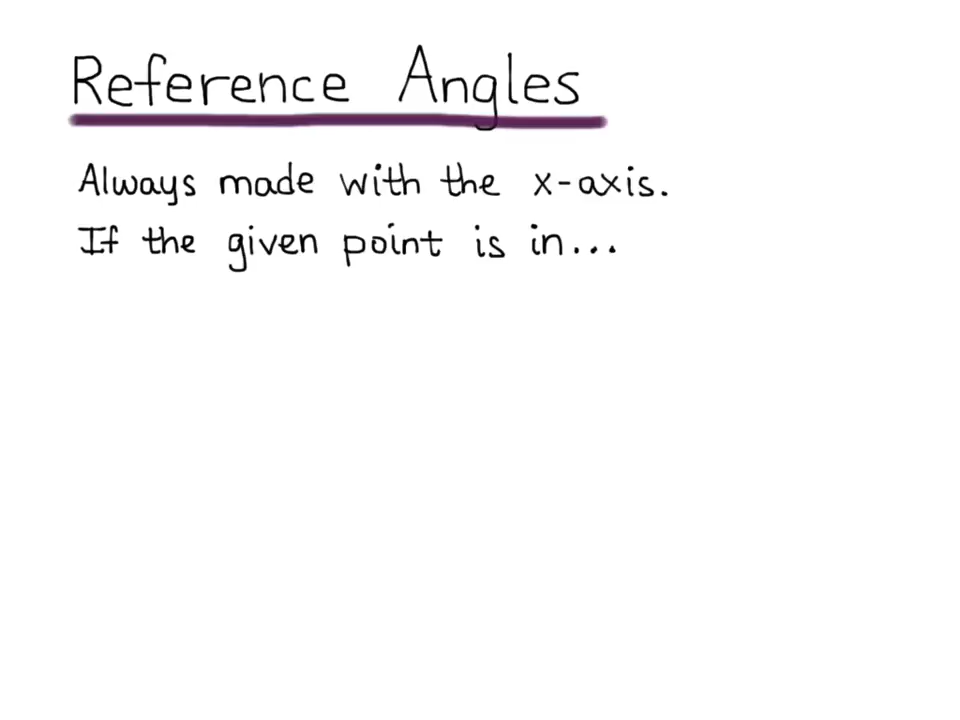 Reference Angles
Always made with the x-axis.
If the given point is in...